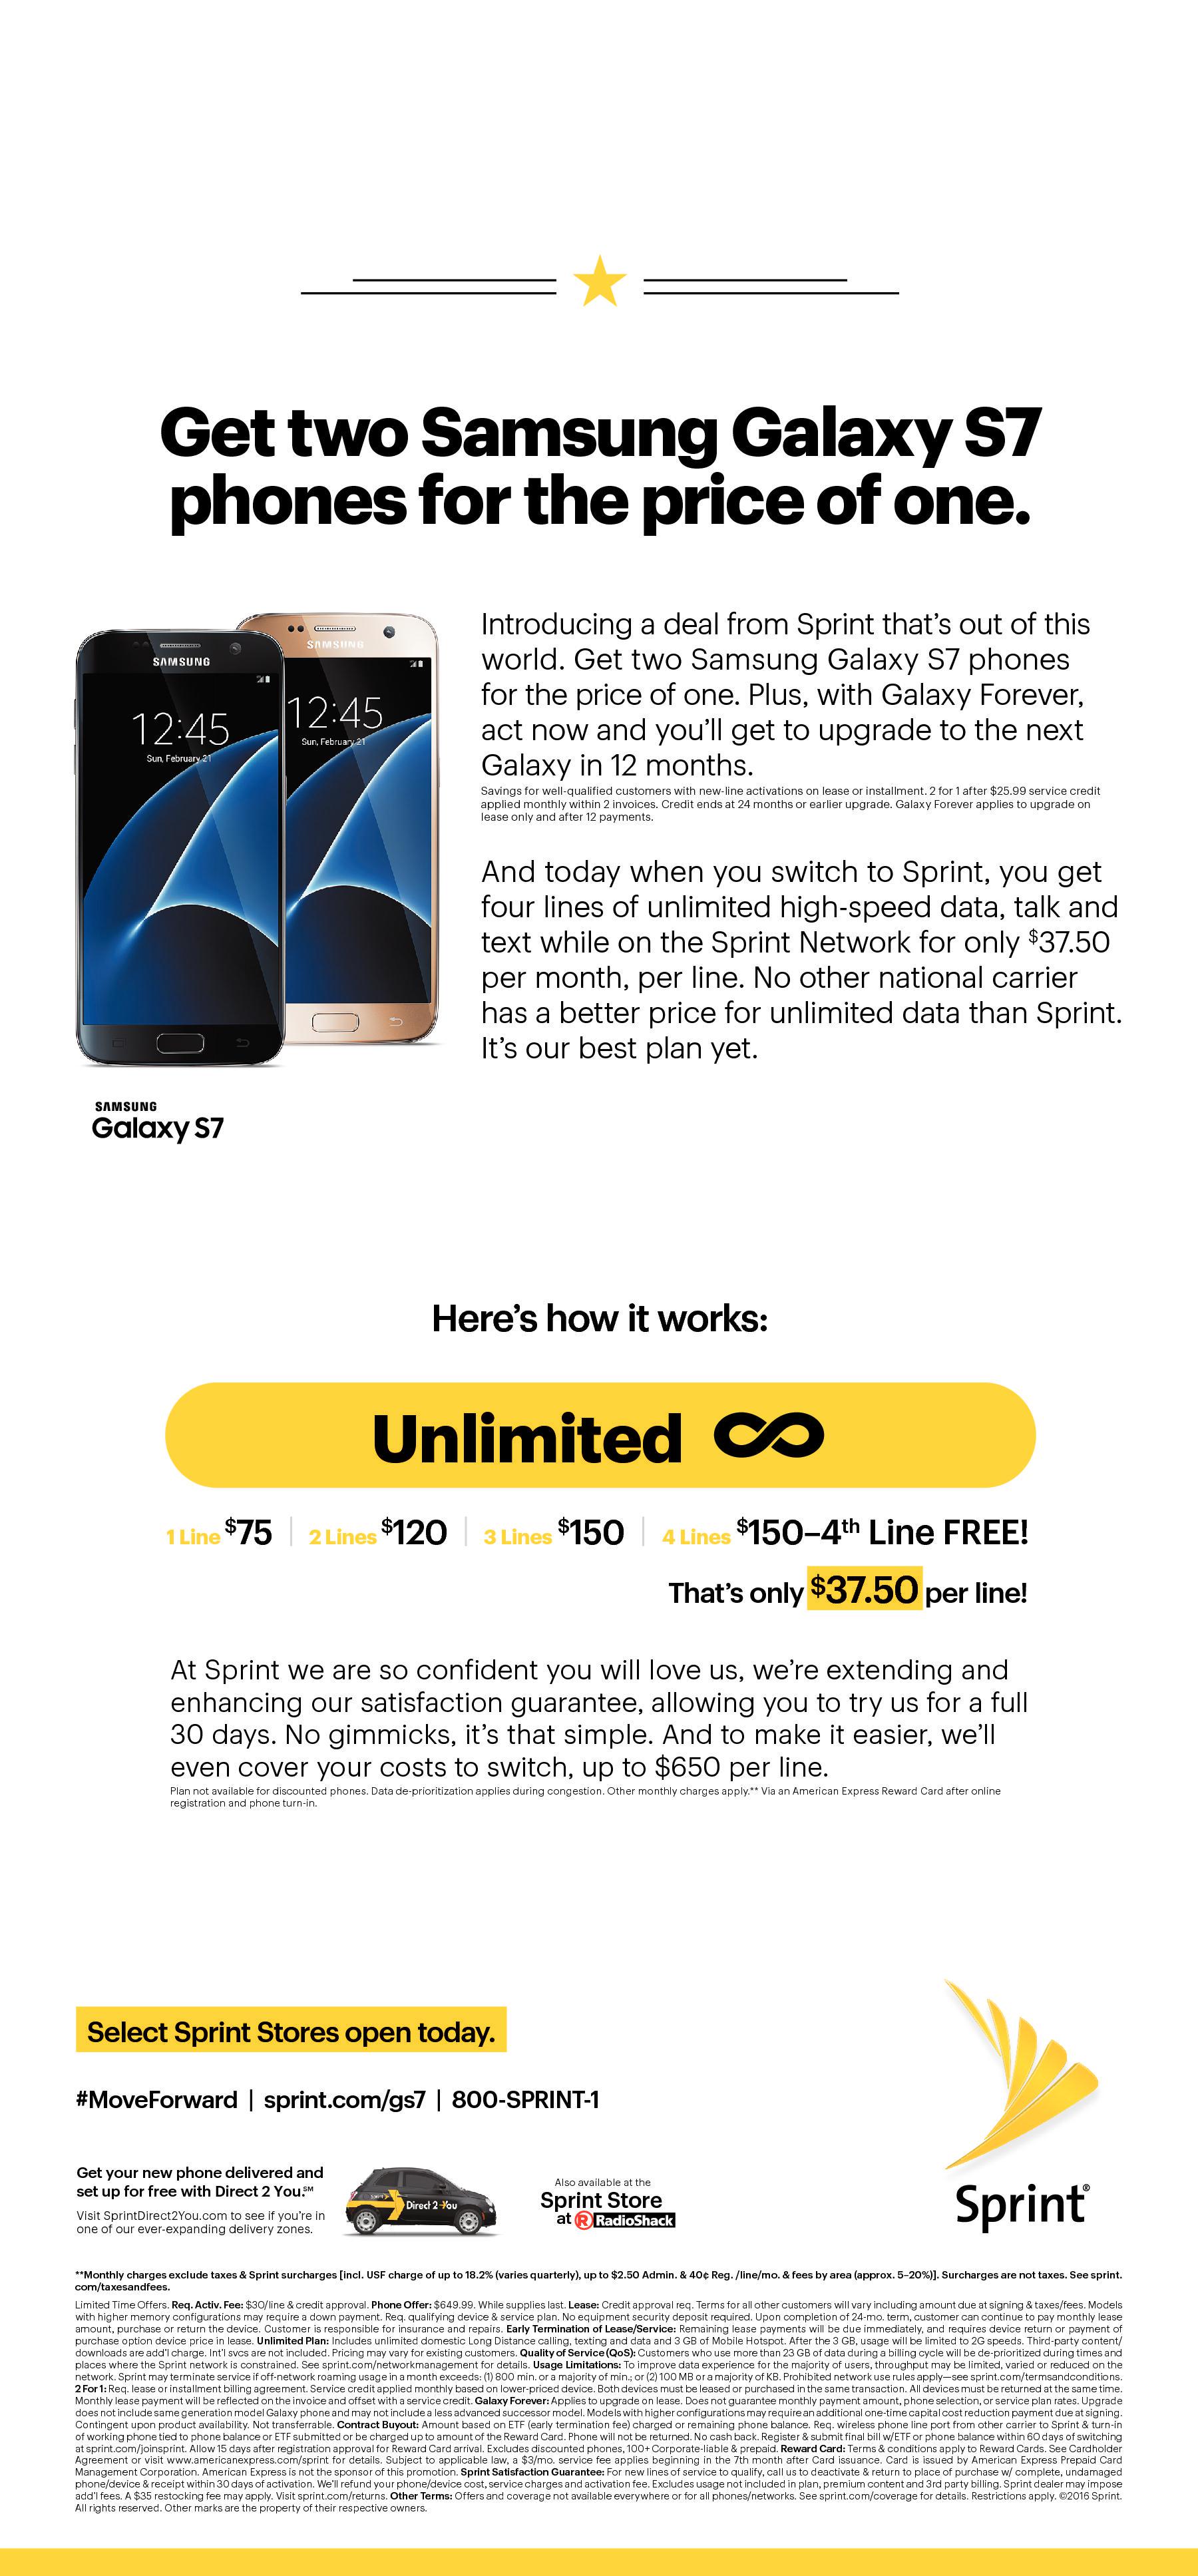 Get two Samsung Galaxy S7
phones for the price of one.
SAMSUNG
12:45
Sun, February 21
SAMSUNG
12:45
Sun, February 21
SAMSUNG
Galaxy S7
Introducing a deal from Sprint that's out of this
world. Get two Samsung Galaxy S7 phones
for the price of one. Plus, with Galaxy Forever,
act now and you'll get to upgrade to the next
Galaxy in 12 months.
Savings for well-qualified customers with new-line activations on lease or installment. 2 for 1 after $25.99 service credit
applied monthly within 2 invoices. Credit ends at 24 months or earlier upgrade. Galaxy Forever applies to upgrade on
lease only and after 12 payments.
And today when you switch to Sprint, you get
four lines of unlimited high-speed data, talk and
text while on the Sprint Network for only $37.50
per month, per line. No other national carrier
has a better price for unlimited data than Sprint.
It's our best plan yet.
Here's how it works:
Unlimited
1 Line $75 | 2 Lines $120 | 3 Lines $150 | 4 Lines $150–4th Line FREE!
That's only $37.50 per line!
At Sprint we are so confident you will love us, we're extending and
enhancing our satisfaction guarantee, allowing you to try us for a full
30 days. No gimmicks, it's that simple. And to make it easier, we'll
even cover your costs to switch, up to $650 per line.
Plan not available for discounted phones. Data de-prioritization applies during congestion. Other monthly charges apply.** Via an American Express Reward Card after online
registration and phone turn-in.
Select Sprint Stores open today.
#MoveForward | sprint.com/gs7 | 800-SPRINT-1
Get your new phone delivered and
set up for free with Direct 2 You.SM
Visit SprintDirect2You.com to see if you're in
one of our ever-expanding delivery zones.
Direct 2 You
Also available at the
Sprint Store
at R RadioShack
Sprint®
**Monthly charges exclude taxes & Sprint surcharges [incl. USF charge of up to 18.2% (varies quarterly), up to $2.50 Admin. & 40¢ Reg. /line/mo. & fees by area (approx. 5–20%)]. Surcharges are not taxes. See sprint.
com/taxesandfees.
Limited Time Offers. Req. Activ. Fee: $30/line & credit approval. Phone Offer: $649.99. While supplies last. Lease: Credit approval req. Terms for all other customers will vary including amount due at signing & taxes/fees. Models
with higher memory configurations may require a down payment. Req. qualifying device & service plan. No equipment security deposit required. Upon completion of 24-mo. term, customer can continue to pay monthly lease
amount, purchase or return the device. Customer is responsible for insurance and repairs. Early Termination of Lease/Service: Remaining lease payments will be due immediately, and requires device return or payment of
purchase option device price in lease. Unlimited Plan: Includes unlimited domestic Long Distance calling, texting and data and 3 GB of Mobile Hotspot. After the 3 GB, usage will be limited to 2G speeds. Third-party content/
downloads are add'l charge. Int'l svcs are not included. Pricing may vary for existing customers. Quality of Service (QoS): Customers who use more than 23 GB of data during a billing cycle will be de-prioritized during times and
places where the Sprint network is constrained. See sprint.com/networkmanagement for details. Usage Limitations: To improve data experience for the majority of users, throughput may be limited, varied or reduced on the
network. Sprint may terminate service if off-network roaming usage in a month exceeds: (1) 800 min. or a majority of min.; or (2) 100 MB or a majority of KB. Prohibited network use rules apply—see sprint.com/termsandconditions.
2 For 1: Req. lease or installment billing agreement. Service credit applied monthly based on lower-priced device. Both devices must be leased or purchased in the same transaction. All devices must be returned at the same time.
Monthly lease payment will be reflected on the invoice and offset with a service credit. Galaxy Forever: Applies to upgrade on lease. Does not guarantee monthly payment amount, phone selection, or service plan rates. Upgrade
does not include same generation model Galaxy phone and may not include a less advanced successor model. Models with higher configurations may require an additional one-time capital cost reduction payment due at signing.
Contingent upon product availability. Not transferrable. Contract Buyout: Amount based on ETF (early termination fee) charged or remaining phone balance. Req. wireless phone line port from other carrier to Sprint & turn-in
of working phone tied to phone balance or ETF submitted or be charged up to amount of the Reward Card. Phone will not be returned. No cash back. Register & submit final bill w/ETF or phone balance within 60 days of switching
at sprint.com/joinsprint. Allow 15 days after registration approval for Reward Card arrival. Excludes discounted phones, 100+ Corporate-liable & prepaid. Reward Card: Terms & conditions apply to Reward Cards. See Cardholder
Agreement or visit www.americanexpress.com/sprint for details. Subject to applicable law, a $3/mo. service fee applies beginning in the 7th month after Card issuance. Card is issued by American Express Prepaid Card
Management Corporation. American Express is not the sponsor of this promotion. Sprint Satisfaction Guarantee: For new lines of service to qualify, call us to deactivate & return to place of purchase w/ complete, undamaged
phone/device & receipt within 30 days of activation. We'll refund your phone/device cost, service charges and activation fee. Excludes usage not included in plan, premium content and 3rd party billing. Sprint dealer may impose
add'l fees. A $35 restocking fee may apply. Visit sprint.com/returns. Other Terms: Offers and coverage not available everywhere or for all phones/networks. See sprint.com/coverage for details. Restrictions apply. ©2016 Sprint.
All rights reserved. Other marks are the property of their respective owners.